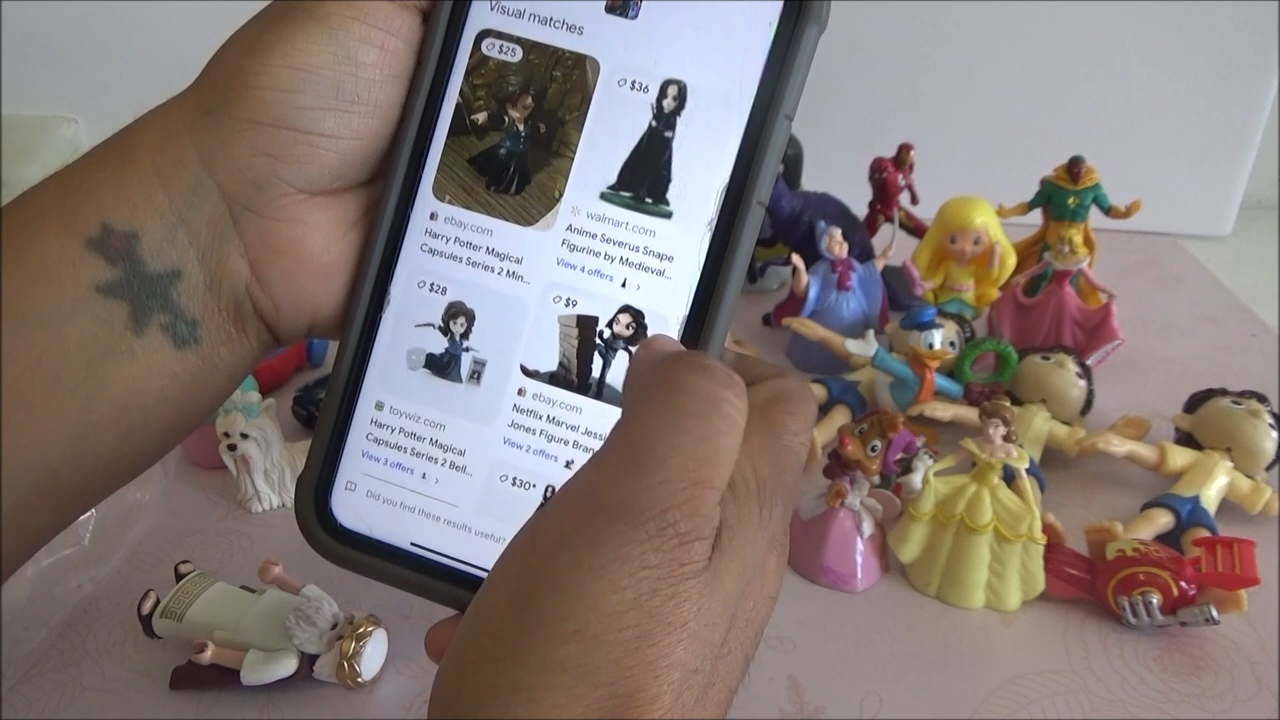 Visual matches
$25
$36
ebay.com
Harry Potter Magical
Capsules Series 2 Min...
walmart.com
Anime Severus Snape
Figurine by Medieval...
View 4 offers
$28
$9
toywiz.com
Harry Potter Magical
Capsules Series 2 Bell...
View 3 offers
ebay.com
Netflix Marvel Jessi
Jones Figure Bran
View 2 offers
$30*
Did you find these results useful?